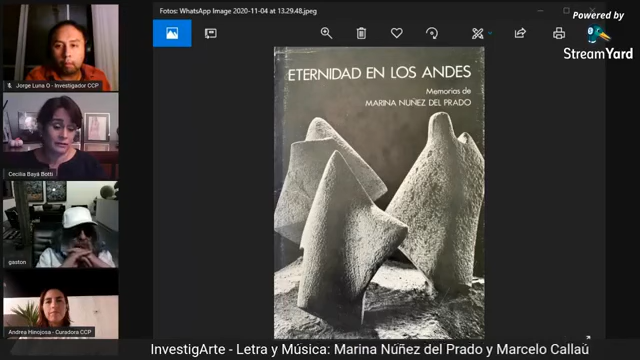 Fotos: WhatsApp Image 2020-11-04 at 13.29.48.jpeg
Powered by
StreamYard
Jorge Luna O - Investigador CCP
Cecilia Bayá Botti
gaston
Andrea Hinojosa - Curadora CCP
ETERNIDAD EN LOS ANDES
Memorias de
MARINA NUÑEZ DEL PRADO
InvestigArte - Letra y Música: Marina Núñez del Prado y Marcelo Callaú